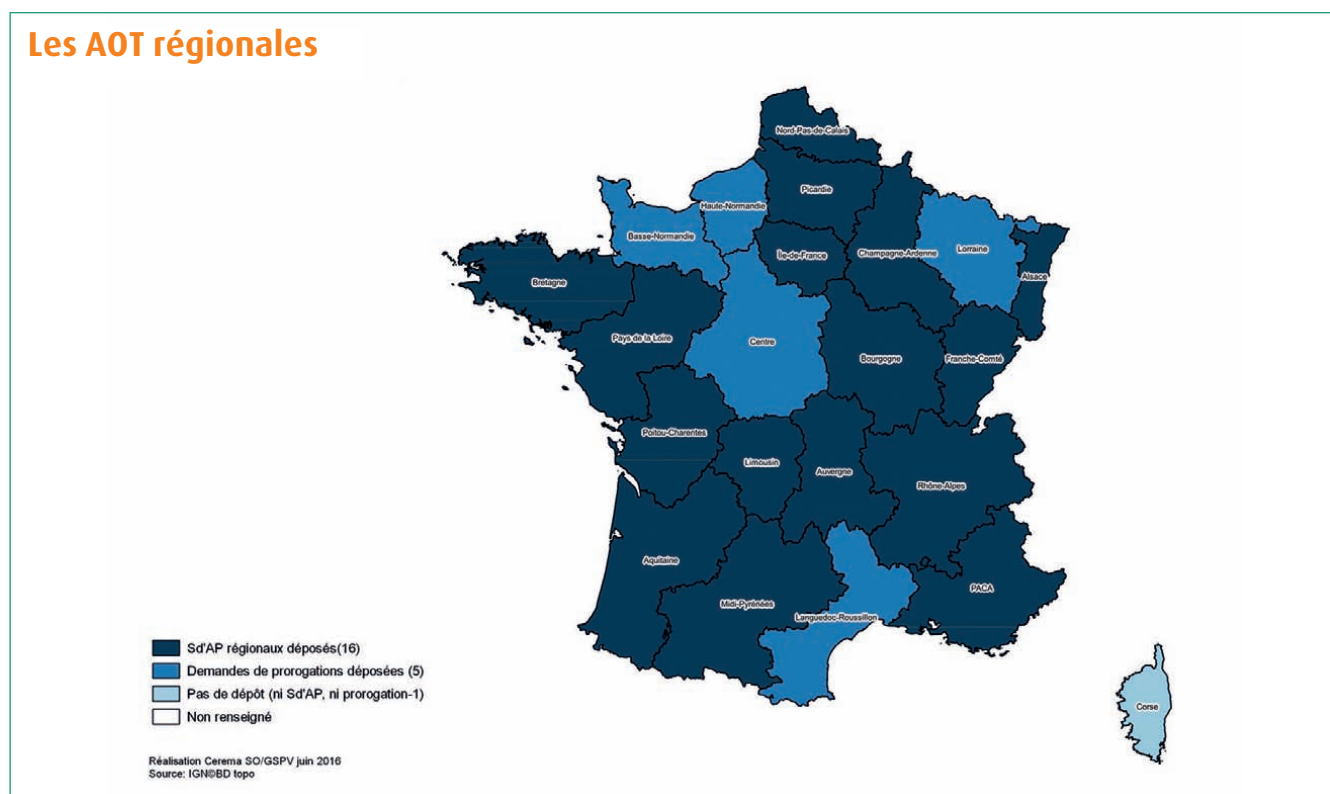 Les AOT régionales
Nord-Pas-de-Calais
Picardie
Haute-Normandie
Basse-Normandie
Île-de-France
Champagne-Ardenne
Lorraine
Alsace
Bretagne
Pays de la Loire
Centre
Bourgogne
Franche-Comté
Poitou-Charentes
Limousin
Auvergne
Rhône-Alpes
Aquitaine
Midi-Pyrénées
Languedoc-Roussillon
PACA
Corse
Sd'AP régionaux déposés(16)
Demandes de prorogations déposées (5)
Pas de dépôt (ni Sd'AP, ni prorogation-1)
Non renseigné
Réalisation Cerema SO/GSPV juin 2016
Source: IGN©BD topo